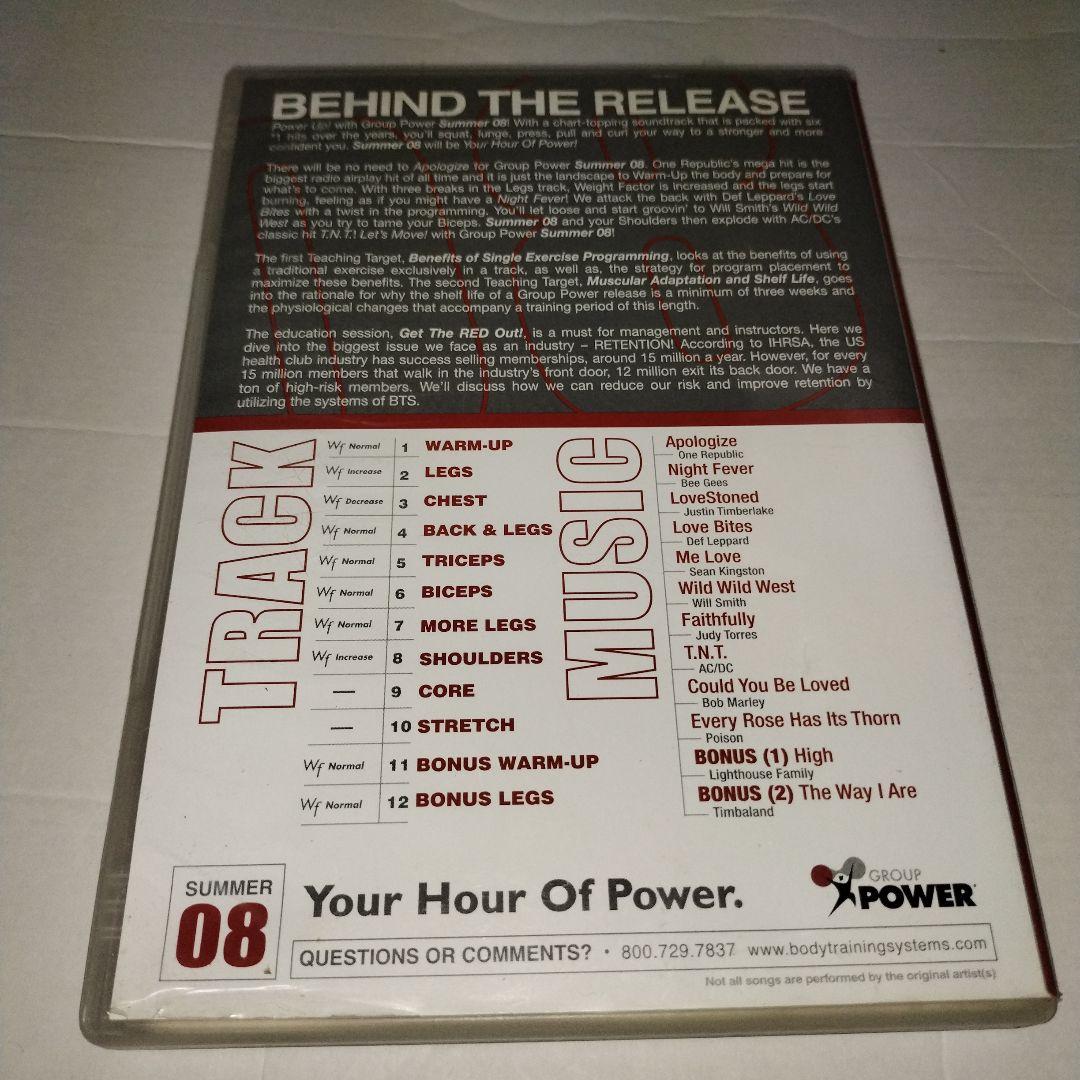 BEHIND THE RELEASE
Power Up! with Group Power Summer 08! With a chart-topping soundtrack that is packed with six
#1 hits over the years, you'll squat, lunge, press, pull and curl your way to a stronger and more
confident you. Summer 08 will be Your Hour Of Power!
There will be no need to Apologize for Group Power Summer 08. One Republic's mega hit is the
biggest radio airplay hit of all time and it is just the landscape to Warm-Up the body and prepare for
what's to come. With three breaks in the Legs track, Weight Factor is increased and the legs start
burning, feeling as if you might have a Night Fever! We attack the back with Def Leppard's Love
Bites with a twist in the programming. You'll let loose and start groovin' to Will Smith's Wild Wild
West as you try to tame your Biceps. Summer 08 and your Shoulders then explode with AC/DC's
classic hit T.N.T.! Let's Move! with Group Power Summer 08!
The first Teaching Target, Benefits of Single Exercise Programming, looks at the benefits of using
a traditional exercise exclusively in a track, as well as, the strategy for program placement to
maximize these benefits. The second Teaching Target, Muscular Adaptation and Shelf Life, goes
into the rationale for why the shelf life of a Group Power release is a minimum of three weeks and
the physiological changes that accompany a training period of this length.
The education session, Get The RED Out!, is a must for management and instructors. Here we
dive into the biggest issue we face as an industry – RETENTION! According to IHRSA, the US
health club industry has success selling memberships, around 15 million a year. However, for every
15 million members that walk in the industry's front door, 12 million exit its back door. We have a
ton of high-risk members. We'll discuss how we can reduce our risk and improve retention by
utilizing the systems of BTS.
TRACK
Wf Normal 1 WARM-UP
Wf Increase 2 LEGS
Wf Decrease 3 CHEST
Wf Normal 4 BACK & LEGS
Wf Normal 5 TRICEPS
Wf Normal 6 BICEPS
Wf Normal 7 MORE LEGS
Wf Increase 8 SHOULDERS
— 9 CORE
— 10 STRETCH
Wf Normal 11 BONUS WARM-UP
Wf Normal 12 BONUS LEGS
MUSIC
Apologize
One Republic
Night Fever
Bee Gees
LoveStoned
Justin Timberlake
Love Bites
Def Leppard
Me Love
Sean Kingston
Wild Wild West
Will Smith
Faithfully
Judy Torres
T.N.T.
AC/DC
Could You Be Loved
Bob Marley
Every Rose Has Its Thorn
Poison
BONUS (1) High
Lighthouse Family
BONUS (2) The Way I Are
Timbaland
SUMMER
08
Your Hour Of Power.
GROUP
POWER
QUESTIONS OR COMMENTS? • 800.729.7837 www.bodytrainingsystems.com
Not all songs are performed by the original artist(s)